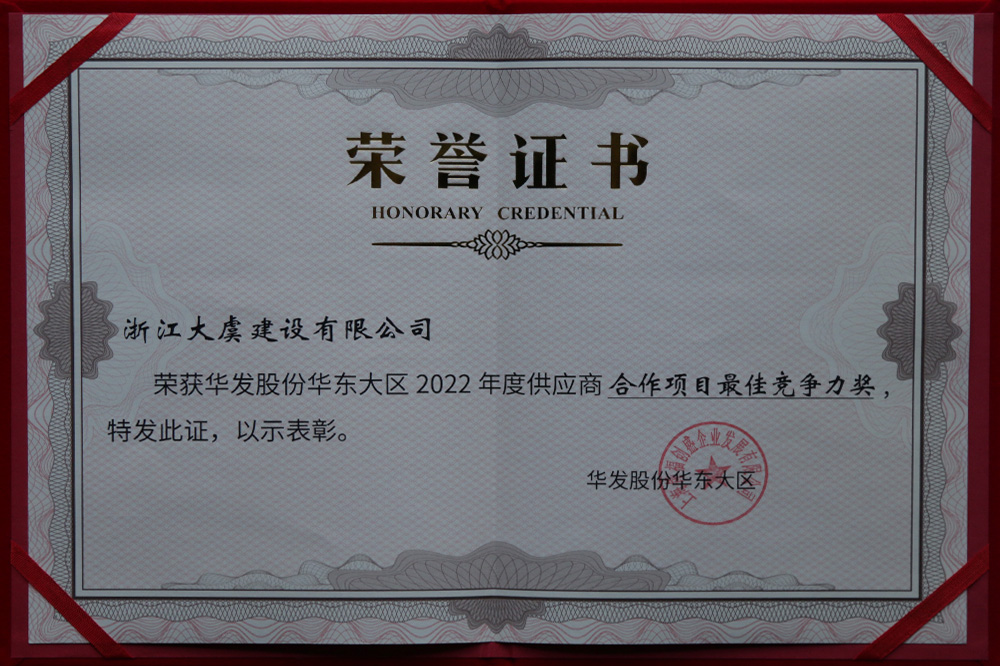 荣誉证书
HONORARY CREDENTIAL
浙江大虞建设有限公司
荣获华发股份华东大区 2022 年度供应商 合作项目最佳竞争力奖，
特发此证，以示表彰。
华发股份华东大区